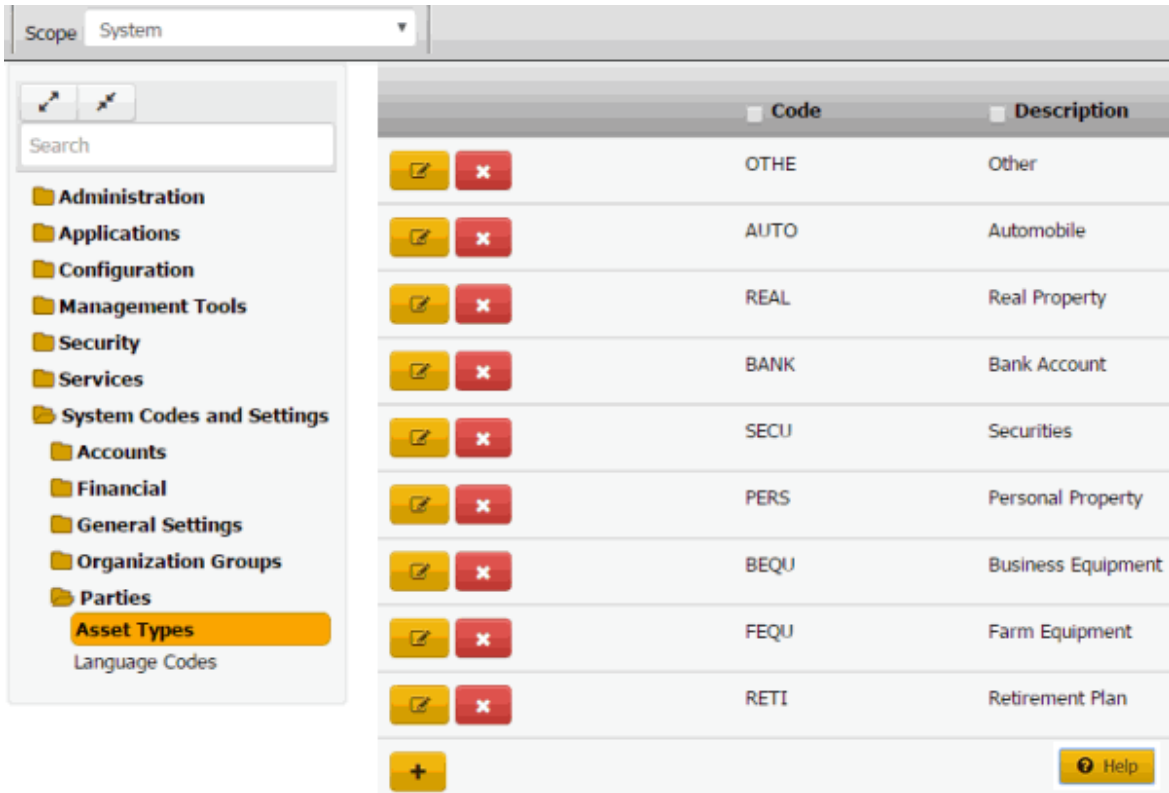 Scope System
Search
Administration
Applications
Configuration
Management Tools
Security
Services
System Codes and Settings
Accounts
Financial
General Settings
Organization Groups
Parties
Asset Types
Language Codes
Code Description
OTHE Other
AUTO Automobile
REAL Real Property
BANK Bank Account
SECU Securities
PERS Personal Property
BEQU Business Equipment
FEQU Farm Equipment
RETI Retirement Plan
Help